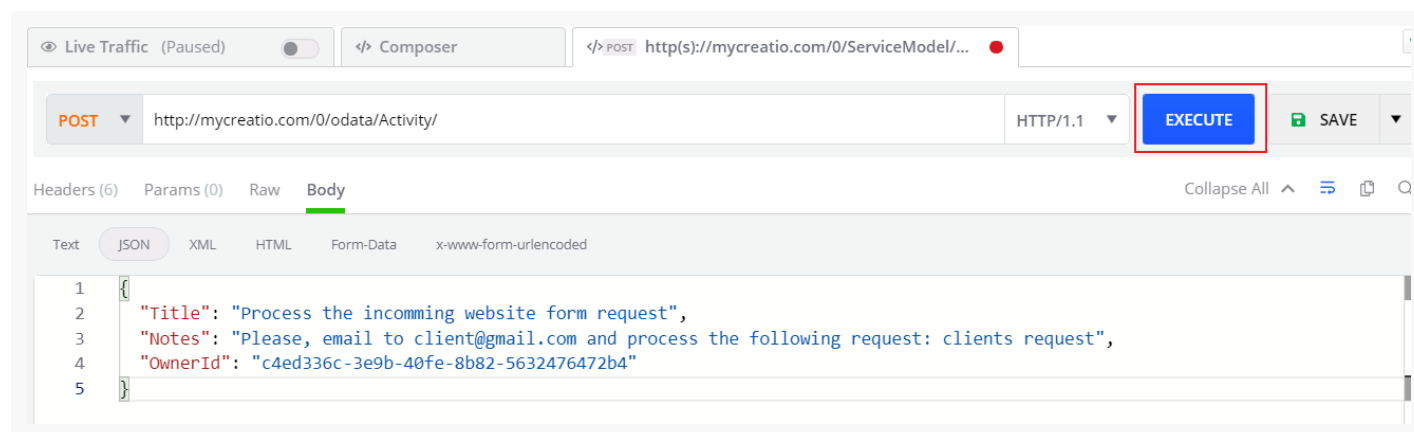 Live Traffic (Paused) </> Composer </> POST http(s)://mycreatio.com/0/ServiceModel/...
POST http://mycreatio.com/0/odata/Activity/ HTTP/1.1 EXECUTE SAVE
Headers (6) Params (0) Raw Body Collapse All
Text JSON XML HTML Form-Data x-www-form-urlencoded
1 {
2 "Title": "Process the incomming website form request",
3 "Notes": "Please, email to client@gmail.com and process the following request: clients request",
4 "OwnerId": "c4ed336c-3e9b-40fe-8b82-5632476472b4"
5 }